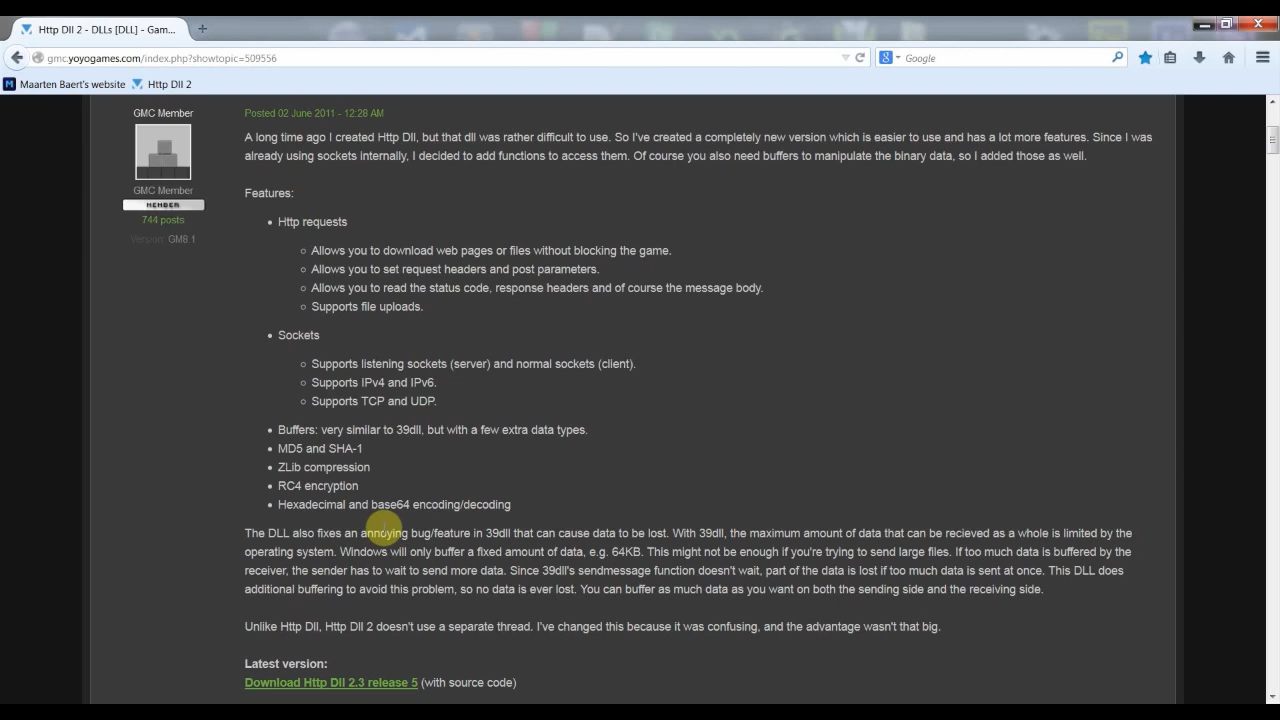 Http Dll 2 - DLLs [DLL] - Gam...
gmc.yoyogames.com/index.php?showtopic=509556
Google
Maarten Baert's website
Http Dll 2
GMC Member
GMC Member
MEMBER
744 posts
Version: GM8.1
Posted 02 June 2011 - 12:28 AM
A long time ago I created Http Dll, but that dll was rather difficult to use. So I've created a completely new version which is easier to use and has a lot more features. Since I was
already using sockets internally, I decided to add functions to access them. Of course you also need buffers to manipulate the binary data, so I added those as well.
Features:
Http requests
Allows you to download web pages or files without blocking the game.
Allows you to set request headers and post parameters.
Allows you to read the status code, response headers and of course the message body.
Supports file uploads.
Sockets
Supports listening sockets (server) and normal sockets (client).
Supports IPv4 and IPv6.
Supports TCP and UDP.
Buffers: very similar to 39dll, but with a few extra data types.
MD5 and SHA-1
ZLib compression
RC4 encryption
Hexadecimal and base64 encoding/decoding
The DLL also fixes an annoying bug/feature in 39dll that can cause data to be lost. With 39dll, the maximum amount of data that can be recieved as a whole is limited by the
operating system. Windows will only buffer a fixed amount of data, e.g. 64KB. This might not be enough if you're trying to send large files. If too much data is buffered by the
receiver, the sender has to wait to send more data. Since 39dll's sendmessage function doesn't wait, part of the data is lost if too much data is sent at once. This DLL does
additional buffering to avoid this problem, so no data is ever lost. You can buffer as much data as you want on both the sending side and the receiving side.
Unlike Http Dll, Http Dll 2 doesn't use a separate thread. I've changed this because it was confusing, and the advantage wasn't that big.
Latest version:
Download Http Dll 2.3 release 5 (with source code)